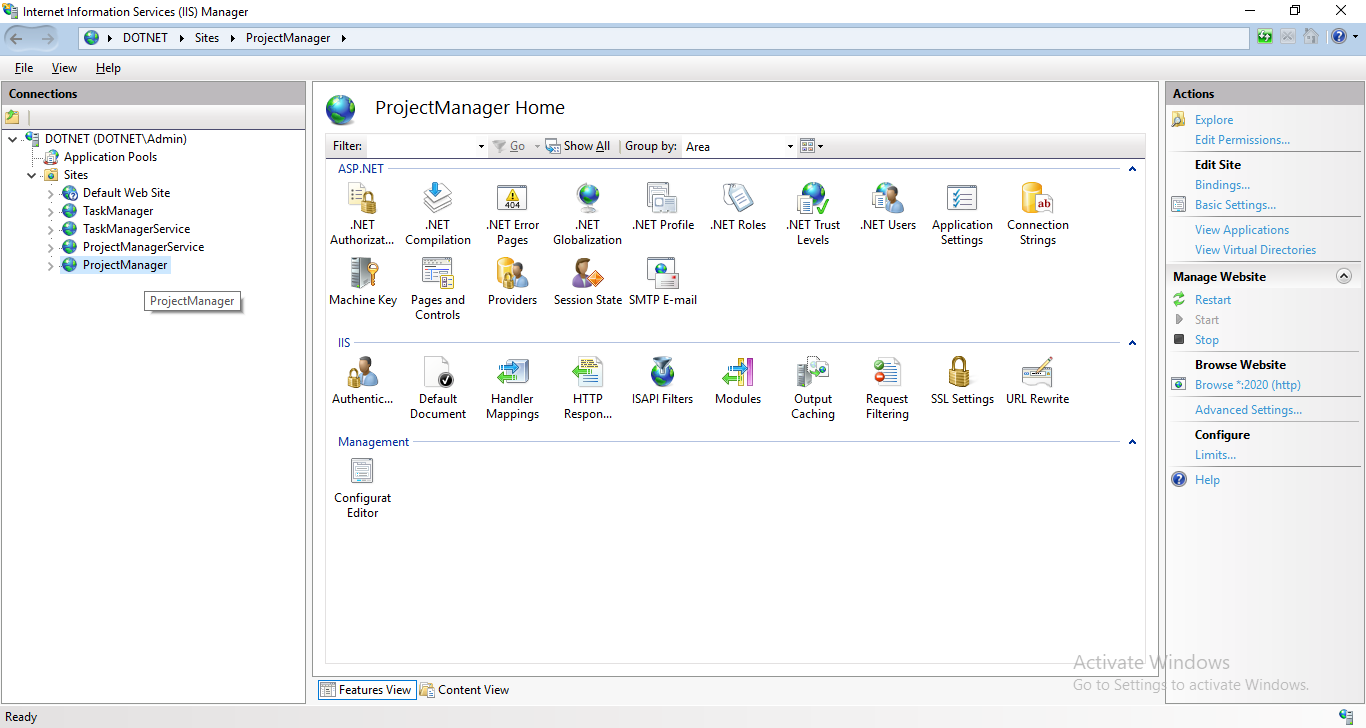 Internet Information Services (IIS) Manager
DOTNET Sites ProjectManager
File View Help
Connections
DOTNET (DOTNET\Admin)
Application Pools
Sites
Default Web Site
TaskManager
TaskManagerService
ProjectManagerService
ProjectManager
ProjectManager
ProjectManager Home
Filter: Go Show All Group by: Area
ASP.NET
.NET Authorizat...
.NET Compilation
.NET Error Pages
.NET Globalization
.NET Profile
.NET Roles
.NET Trust Levels
.NET Users
Application Settings
Connection Strings
Machine Key
Pages and Controls
Providers
Session State
SMTP E-mail
IIS
Authentic...
Default Document
Handler Mappings
HTTP Respon...
ISAPI Filters
Modules
Output Caching
Request Filtering
SSL Settings
URL Rewrite
Management
Configurat Editor
Features View Content View
Actions
Explore
Edit Permissions...
Edit Site
Bindings...
Basic Settings...
View Applications
View Virtual Directories
Manage Website
Restart
Start
Stop
Browse Website
Browse *:2020 (http)
Advanced Settings...
Configure
Limits...
Help
Activate Windows
Go to Settings to activate Windows.
Ready